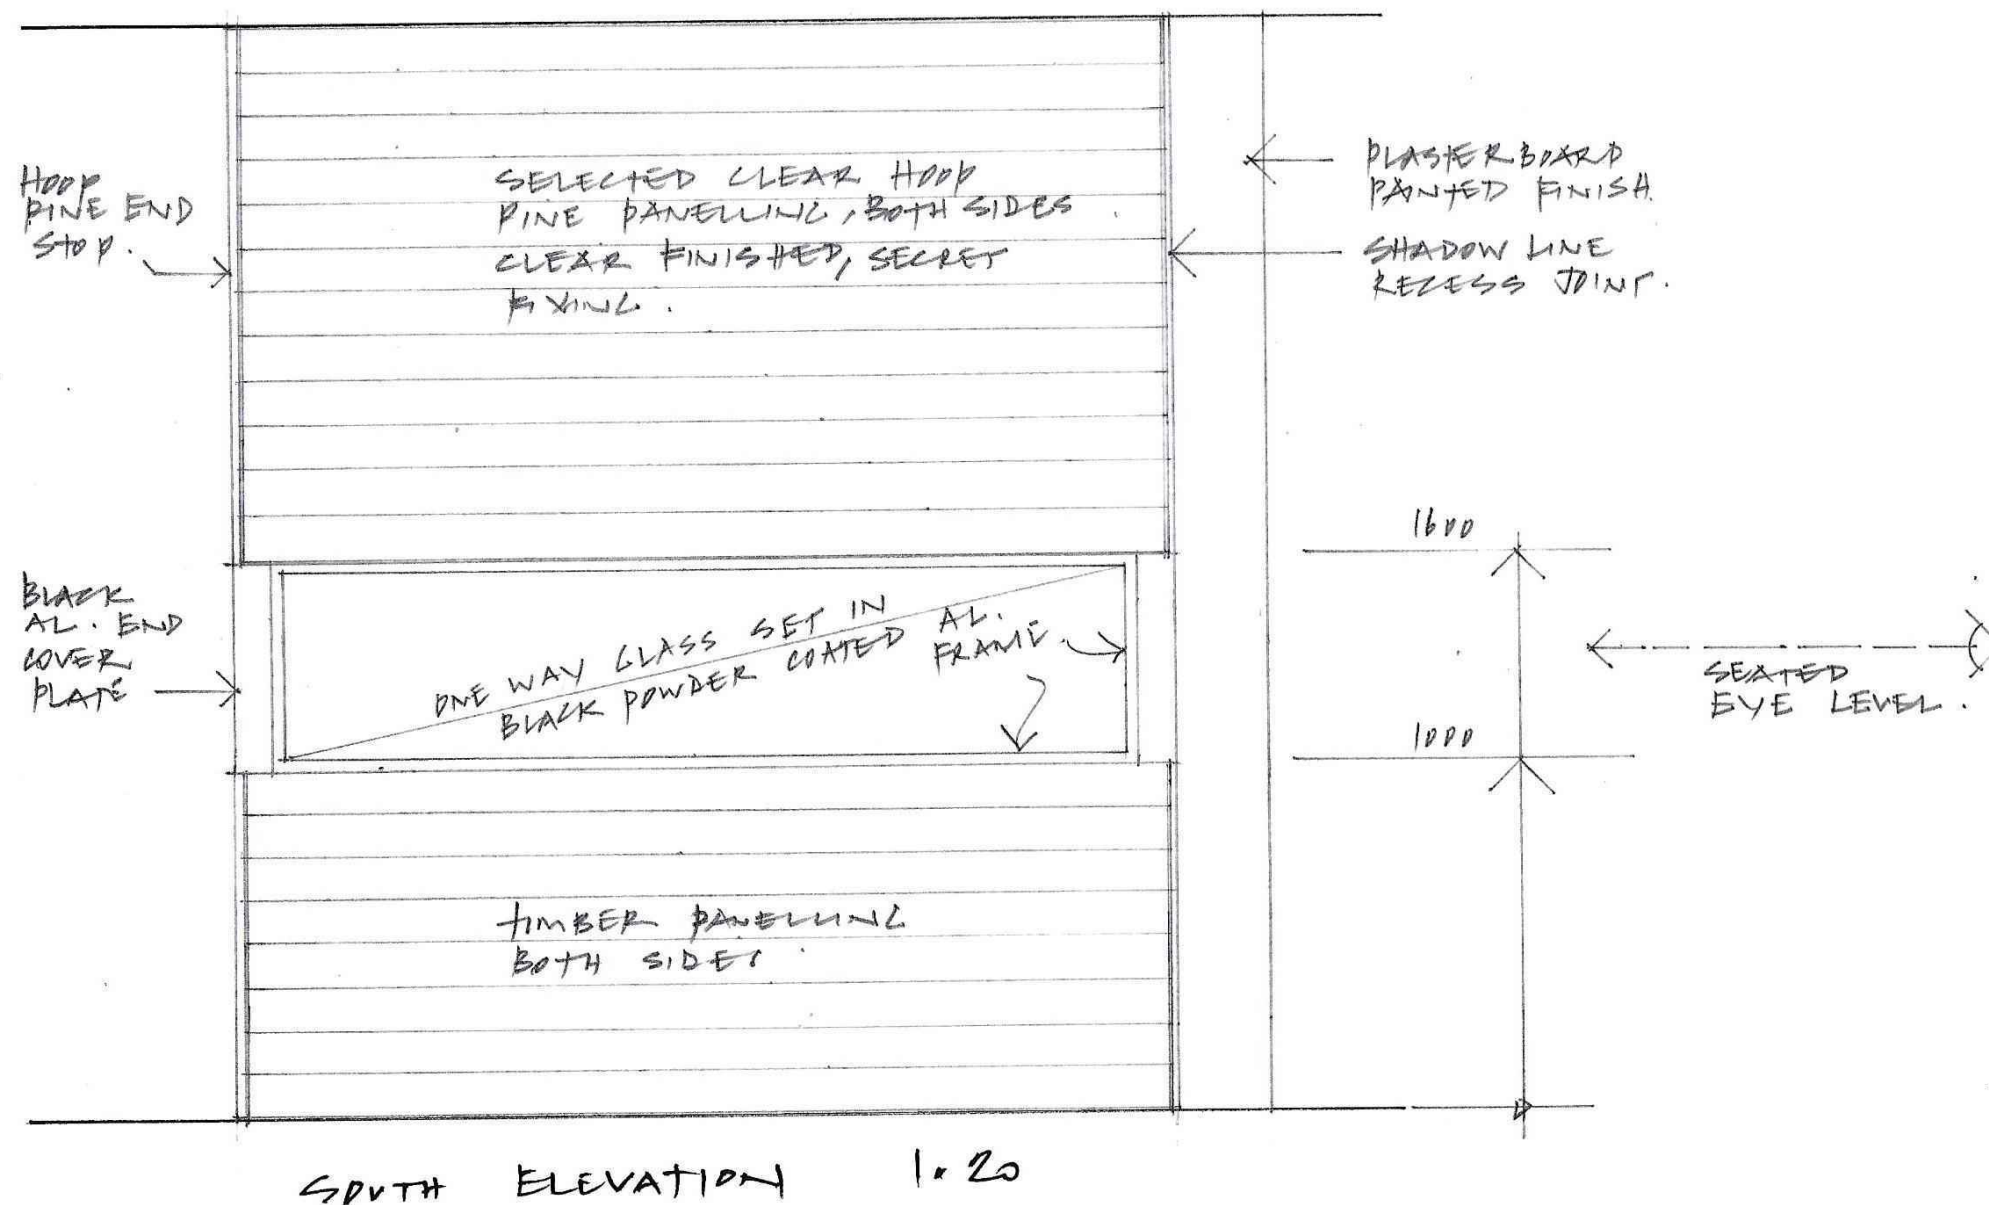 HOOP
PINE END
STOP.
SELECTED CLEAR HOOP
PINE PANELLING, BOTH SIDES
CLEAR FINISHED, SECRET
FIXING.
PLASTERBOARD
PAINTED FINISH.
SHADOW LINE
RECESS JOINT.
BLACK
AL. END
COVER
PLATE
ONE WAY GLASS SET IN
BLACK POWDER COATED AL.
FRAME.
1600
SEATED
EYE LEVEL.
1000
TIMBER PANELLING
BOTH SIDES
SOUTH ELEVATION 1:20